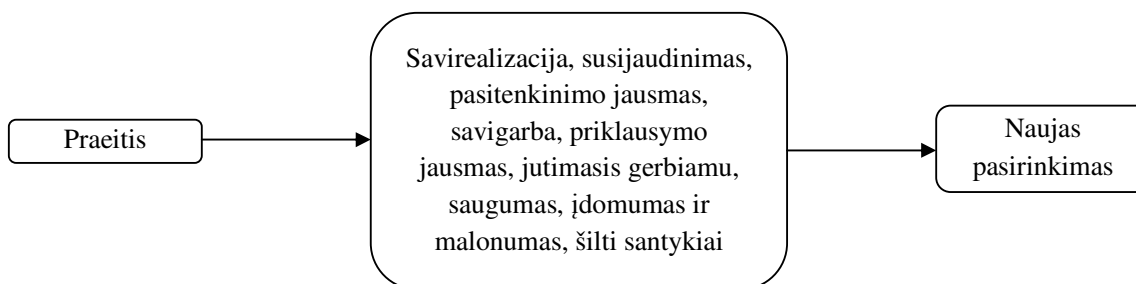 Praeitis
Savirealizacija, susijaudinimas,
pasitenkinimo jausmas,
savigarba, priklausymo
jausmas, jutimasis gerbiamu,
saugumas, įdomumas ir
malonumas, šilti santykiai
Naujas
pasirinkimas